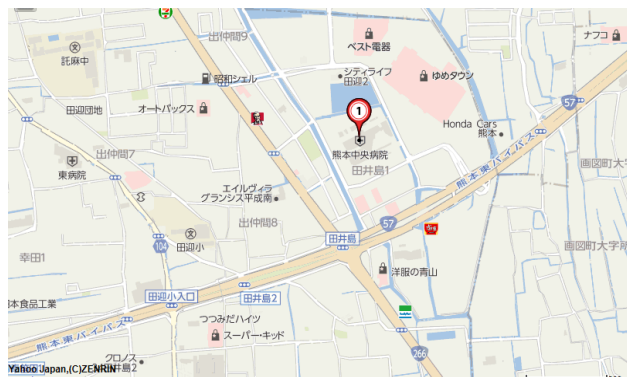 出仲間9
ベスト電器
ナフコ
託麻中
昭和シェル
シティライフ
田迎2
ゆめタウン
57
田迎団地
オートバックス
1
Honda Cars
熊本
熊本中央病院
田井島1
出仲間7
東病院
熊本東バイパス
画図町大字
エイルヴィラ
グランシス平成南
出仲間8
57
104
田迎小
田井島
画図町大字所
幸田1
洋服の青山
田迎小入口
田井島2
本食品工業
つつみだハイツ
スーパー・キッド
熊本東バイパス
266
クロノス
田井島2
Yahoo Japan,(C)ZENRIN